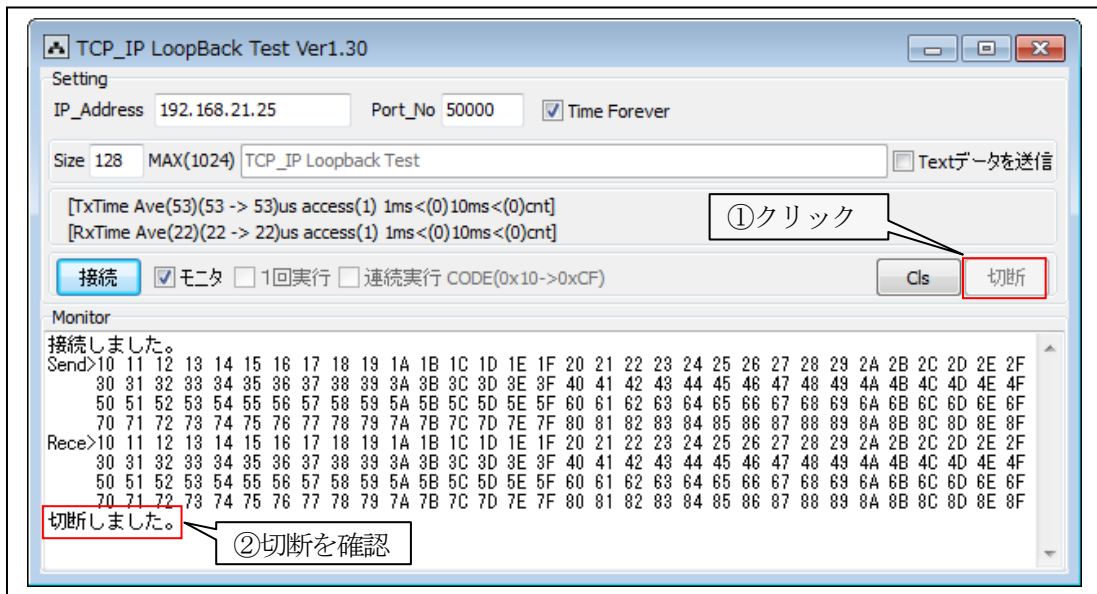 TCP_IP LoopBack Test Ver1.30
Setting
IP_Address 192.168.21.25 Port_No 50000 Time Forever
Size 128 MAX(1024) TCP_IP Loopback Test Textデータを送信
[TxTime Ave(53)(53 -> 53)us access(1) 1ms<(0)10ms<(0)cnt]
[RxTime Ave(22)(22 -> 22)us access(1) 1ms<(0)10ms<(0)cnt]
①クリック
接続 モニタ 1回実行 連続実行 CODE(0x10->0xCF) Cls 切断
Monitor
接続しました。
Send>10 11 12 13 14 15 16 17 18 19 1A 1B 1C 1D 1E 1F 20 21 22 23 24 25 26 27 28 29 2A 2B 2C 2D 2E 2F
30 31 32 33 34 35 36 37 38 39 3A 3B 3C 3D 3E 3F 40 41 42 43 44 45 46 47 48 49 4A 4B 4C 4D 4E 4F
50 51 52 53 54 55 56 57 58 59 5A 5B 5C 5D 5E 5F 60 61 62 63 64 65 66 67 68 69 6A 6B 6C 6D 6E 6F
70 71 72 73 74 75 76 77 78 79 7A 7B 7C 7D 7E 7F 80 81 82 83 84 85 86 87 88 89 8A 8B 8C 8D 8E 8F
Rece>10 11 12 13 14 15 16 17 18 19 1A 1B 1C 1D 1E 1F 20 21 22 23 24 25 26 27 28 29 2A 2B 2C 2D 2E 2F
30 31 32 33 34 35 36 37 38 39 3A 3B 3C 3D 3E 3F 40 41 42 43 44 45 46 47 48 49 4A 4B 4C 4D 4E 4F
50 51 52 53 54 55 56 57 58 59 5A 5B 5C 5D 5E 5F 60 61 62 63 64 65 66 67 68 69 6A 6B 6C 6D 6E 6F
70 71 72 73 74 75 76 77 78 79 7A 7B 7C 7D 7E 7F 80 81 82 83 84 85 86 87 88 89 8A 8B 8C 8D 8E 8F
切断しました。
②切断を確認